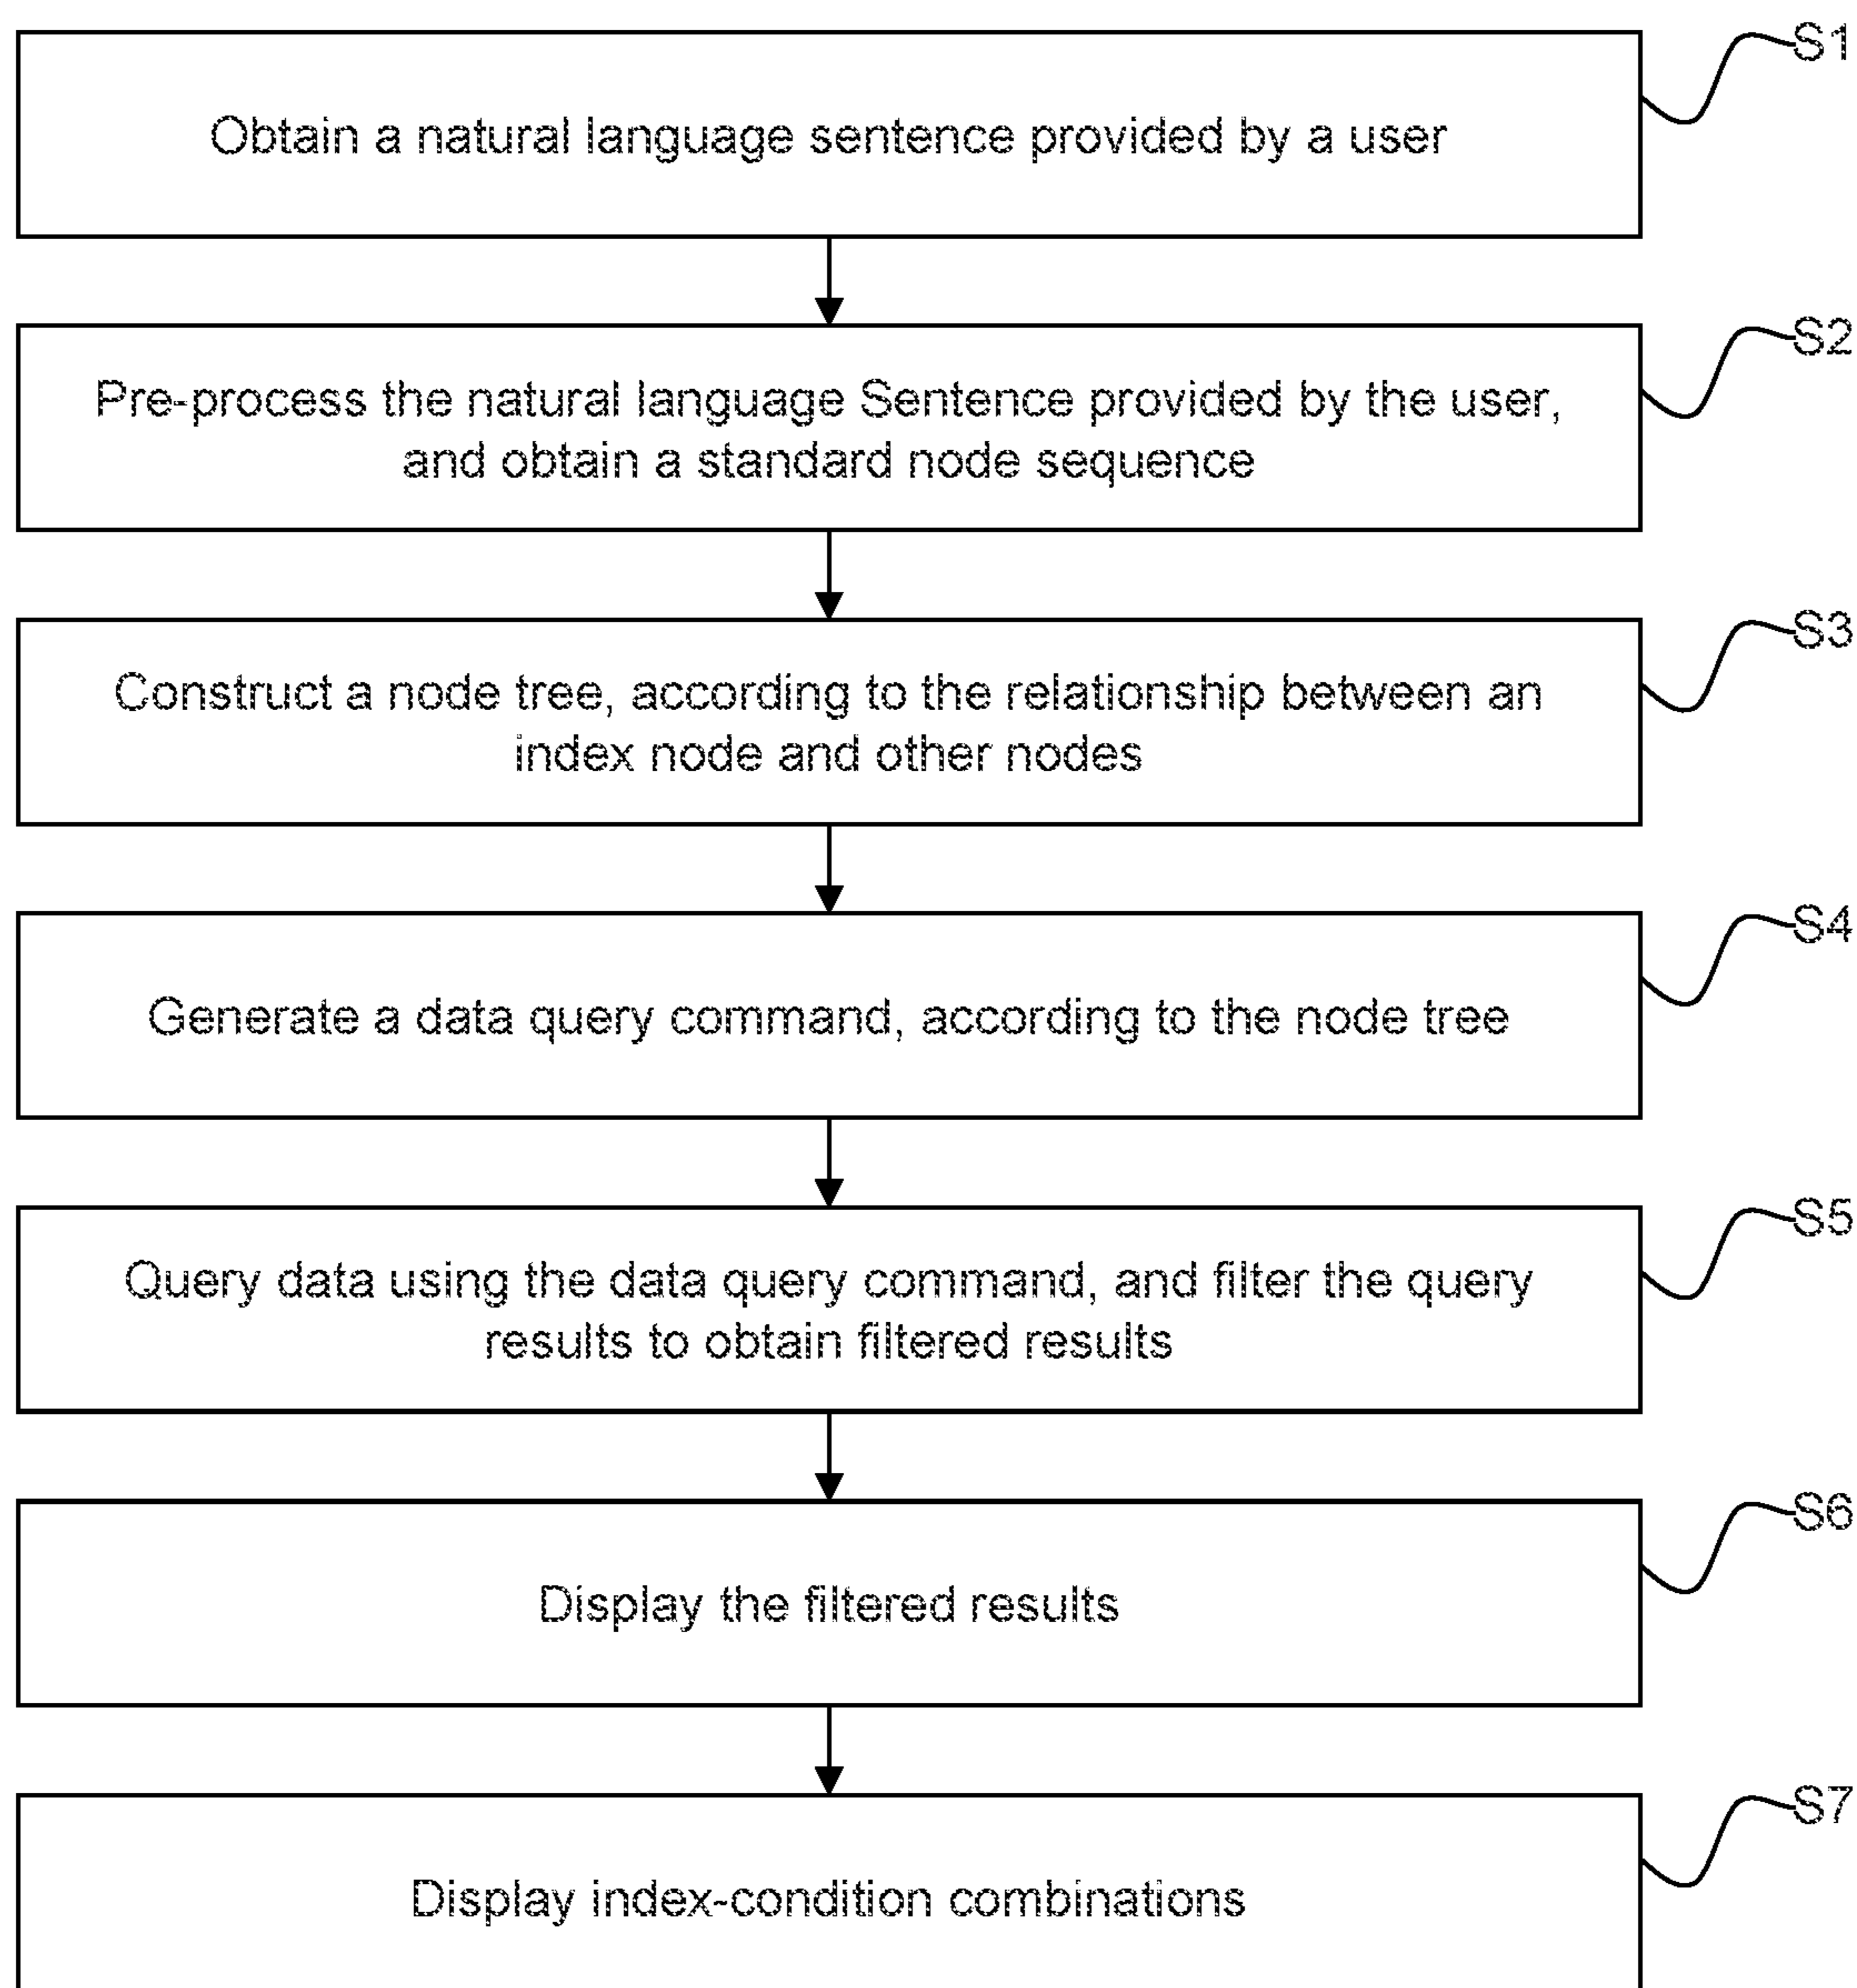 S1
Obtain a natural language sentence provided by a user
S2
Pre-process the natural language Sentence provided by the user,
and obtain a standard node sequence
S3
Construct a node tree, according to the relationship between an
index node and other nodes
S4
Generate a data query command, according to the node tree
S5
Query data using the data query command, and filter the query
results to obtain filtered results
S6
Display the filtered results
S7
Display index-condition combinations